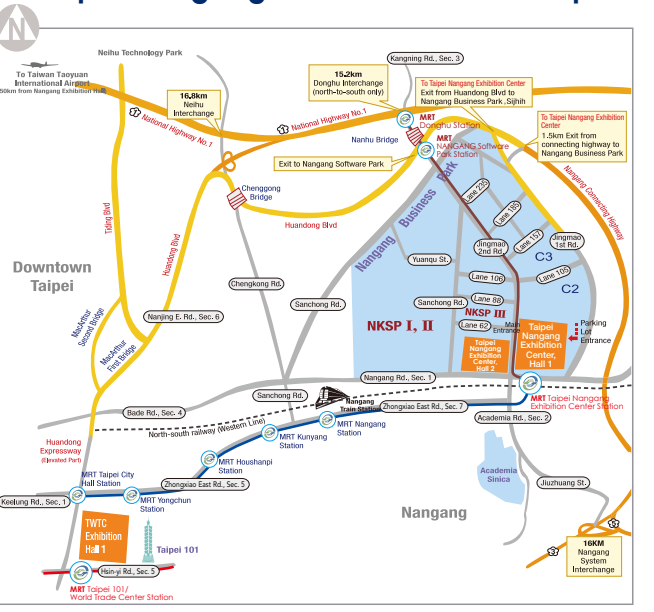 N
Neihu Technology Park
To Taiwan Taoyuan
International Airport
50km from Nangang Exhibition Hall
16.8km
Neihu
Interchange
15.2km
Donghu Interchange
(north-to-south only)
Kangning Rd., Sec. 3
To Taipei Nangang Exhibition Center
Exit from Huandong Blvd to
Nangang Business Park ,Sijhih
To Taipei Nangang Exhibition
Center
1.5km Exit from
connecting highway to
Nangang Business Park
1
National Highway No.1
1
National Highway No.1
MRT
Donghu Station
Nanhu Bridge
MRT
NANGANG Software
Park Station
Exit to Nangang Software Park
Chenggong
Bridge
Huandong Blvd
Tiding Blvd
Huandong Blvd
Nangang Business Park
Nangang Connecting Highway
Lane 235
Lane 185
Lane 157
Jingmao
2nd Rd.
Jingmao
1st Rd.
C3
Lane 105
C2
Yuanqu St.
Lane 106
Downtown
Taipei
Chengkong Rd.
Sanchong Rd.
Sanchong Rd.
Lane 88
NKSP III
NKSP I, II
Lane 62
Main
Entrance
Taipei
Nangang
Exhibition
Center,
Hall 1
Parking
Lot
Entrance
Taipei
Nangang
Exhibition
Center,
Hall 2
MacArthur
Second Bridge
MacArthur
First Bridge
Nanjing E. Rd., Sec. 6
Nangang Rd., Sec. 1
Sanchong Rd.
Nangang
Train Station
Zhongxiao East Rd., Sec. 7
MRT Taipei Nangang
Exhibition Center Station
Bade Rd., Sec. 4
North-south railway (Western Line)
Academia Rd., Sec. 2
MRT Nangang
Station
MRT Kunyang
Station
Huandong
Expressway
(Elevated Part)
MRT Houshanpi
Station
MRT Taipei City
Hall Station
Zhongxiao East Rd., Sec. 5
Academia
Sinica
Jiuzhuang St.
Keelung Rd., Sec. 1
MRT Yongchun
Station
Nangang
TWTC
Exhibition
Hall 1
Taipei 101
3
16KM
Nangang
System
Interchange
Hsin-yi Rd., Sec. 5
MRT Taipei 101/
World Trade Center Station